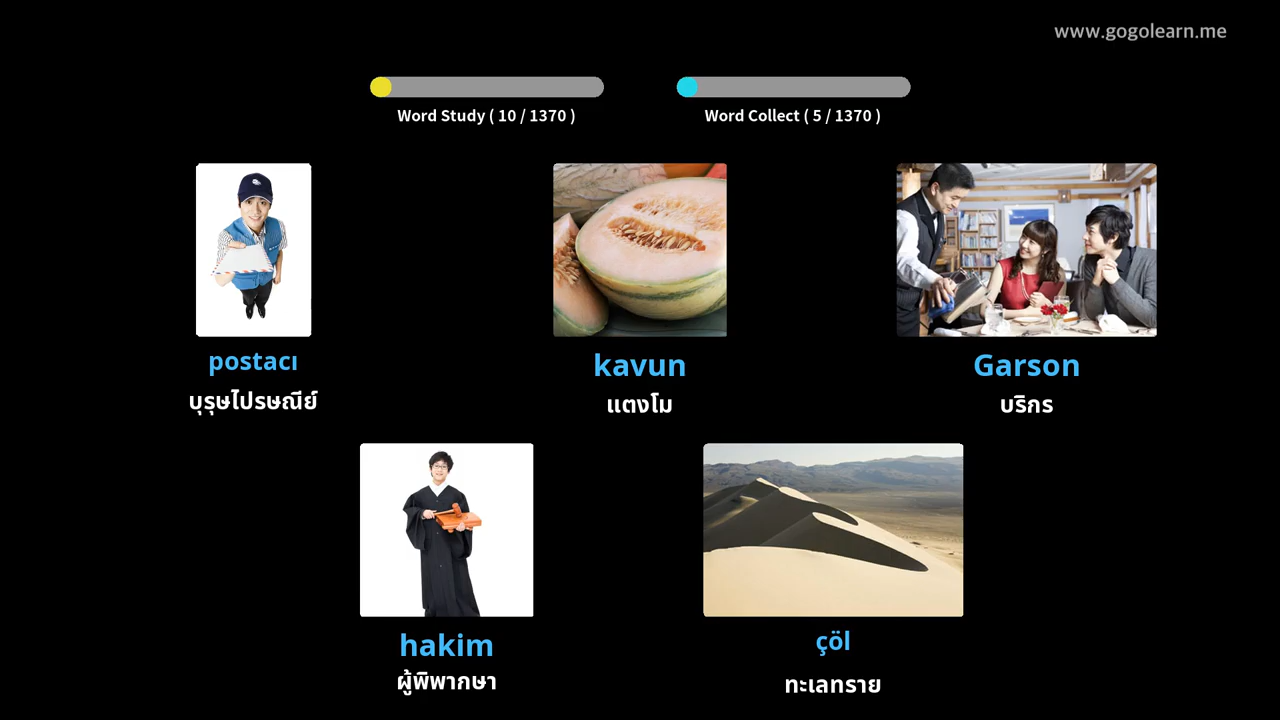 www.gogolearn.me
Word Study ( 10 / 1370 )
Word Collect ( 5 / 1370 )
postacı
บุรุษไปรษณีย์
kavun
แตงโม
Garson
บริกร
hakim
ผู้พิพากษา
çöl
ทะเลทราย